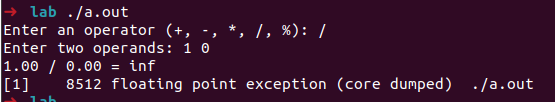 ➜ lab ./a.out
Enter an operator (+, -, *, /, %): /
Enter two operands: 1 0
1.00 / 0.00 = inf
[1]    8512 floating point exception (core dumped)  ./a.out
➜ lab